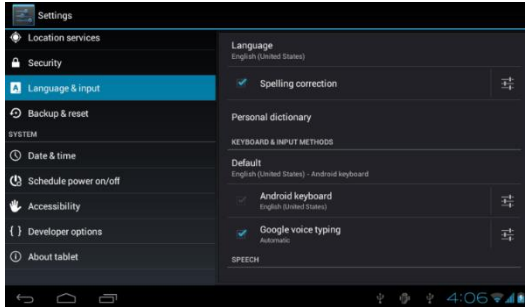 Settings
Location services
Security
Language & input
Backup & reset
SYSTEM
Date & time
Schedule power on/off
Accessibility
Developer options
About tablet
Language
English (United States)
Spelling correction
Personal dictionary
KEYBOARD & INPUT METHODS
Default
English (United States) - Android keyboard
Android keyboard
English (United States)
Google voice typing
Automatic
SPEECH
4:06